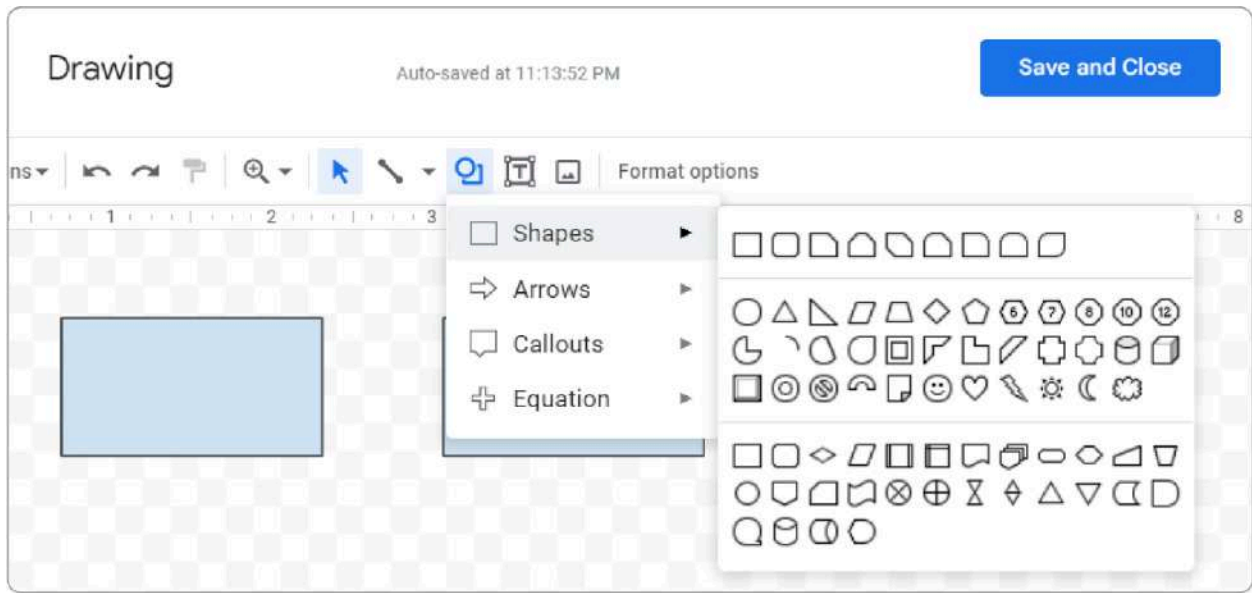 Drawing
Auto-saved at 11:13:52 PM
Save and Close
ns
Format options
1 2 3 8
Shapes
Arrows
Callouts
Equation
6 7 8 10 12